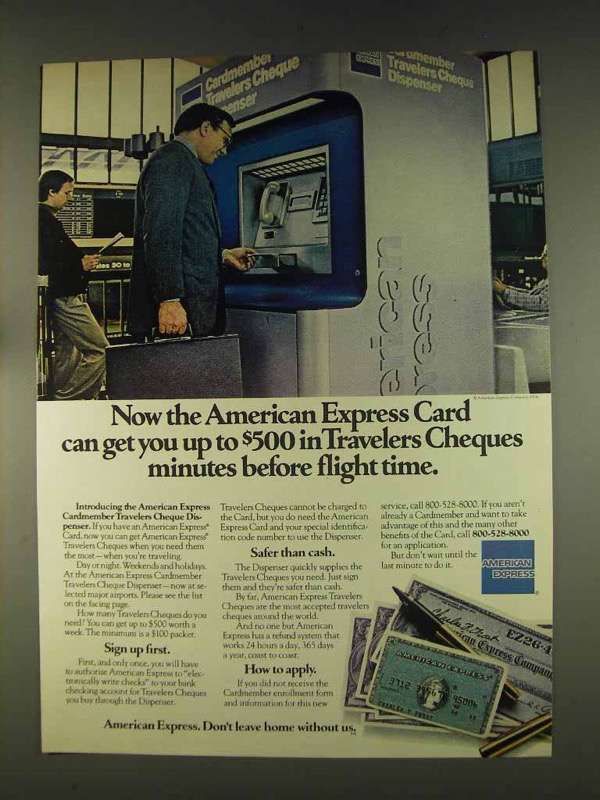 Cardmember
Travelers Cheque
Dispenser
Cardmember
Travelers Cheque
Dispenser
Now the American Express Card
can get you up to $500 in Travelers Cheques
minutes before flight time.
Introducing the American Express
Cardmember Travelers Cheque Dis-
penser. If you have an American Express®
Card, now you can get American Express®
Travelers Cheques when you need them
the most—when you're traveling.
Day or night. Weekends and holidays.
At the American Express Cardmember
Travelers Cheque Dispenser—now at se-
lected major airports. Please see the list
on the facing page.
How many Travelers Cheques do you
need? You can get up to $500 worth a
week. The minimum is a $100 packet.
Sign up first.
First, and only once, you will have
to authorize American Express to "elec-
tronically write checks" to your bank
checking account for Travelers Cheques
you buy through the Dispenser.
Travelers Cheques cannot be charged to
the Card, but you do need the American
Express Card and your special identifica-
tion code number to use the Dispenser.
Safer than cash.
The Dispenser quickly supplies the
Travelers Cheques you need. Just sign
them and they're safer than cash.
By far, American Express Travelers
Cheques are the most accepted travelers
cheques around the world.
And no one but American
Express has a refund system that
works 24 hours a day, 365 days
a year, coast to coast.
How to apply.
If you did not receive the
Cardmember enrollment form
and information for this new
service, call 800-528-8000. If you aren't
already a Cardmember and want to take
advantage of this and the many other
benefits of the Card, call 800-528-8000
for an application.
But don't wait until the
last minute to do it.
AMERICAN
EXPRESS
®
EZ26-4
American Express Company
AMERICAN EXPRESS
CHARLES F FROST
American Express. Don't leave home without us.